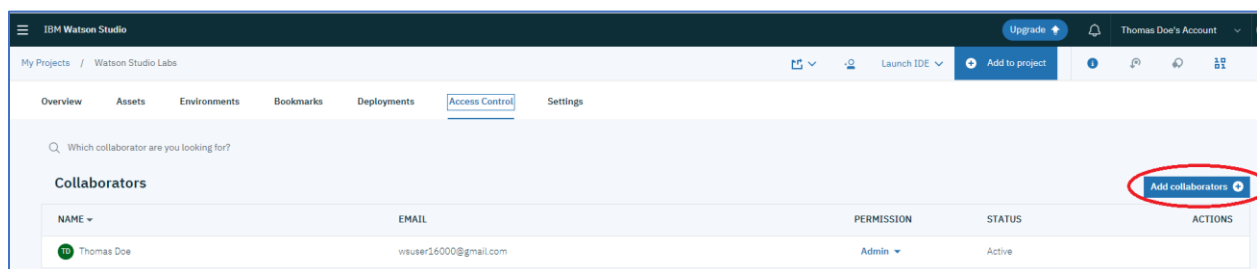 IBM Watson Studio Upgrade Thomas Doe's Account
My Projects / Watson Studio Labs Launch IDE Add to project
Overview Assets Environments Bookmarks Deployments Access Control Settings
Which collaborator are you looking for?
Collaborators Add collaborators
NAME EMAIL PERMISSION STATUS ACTIONS
TD Thomas Doe wsuser16000@gmail.com Admin Active